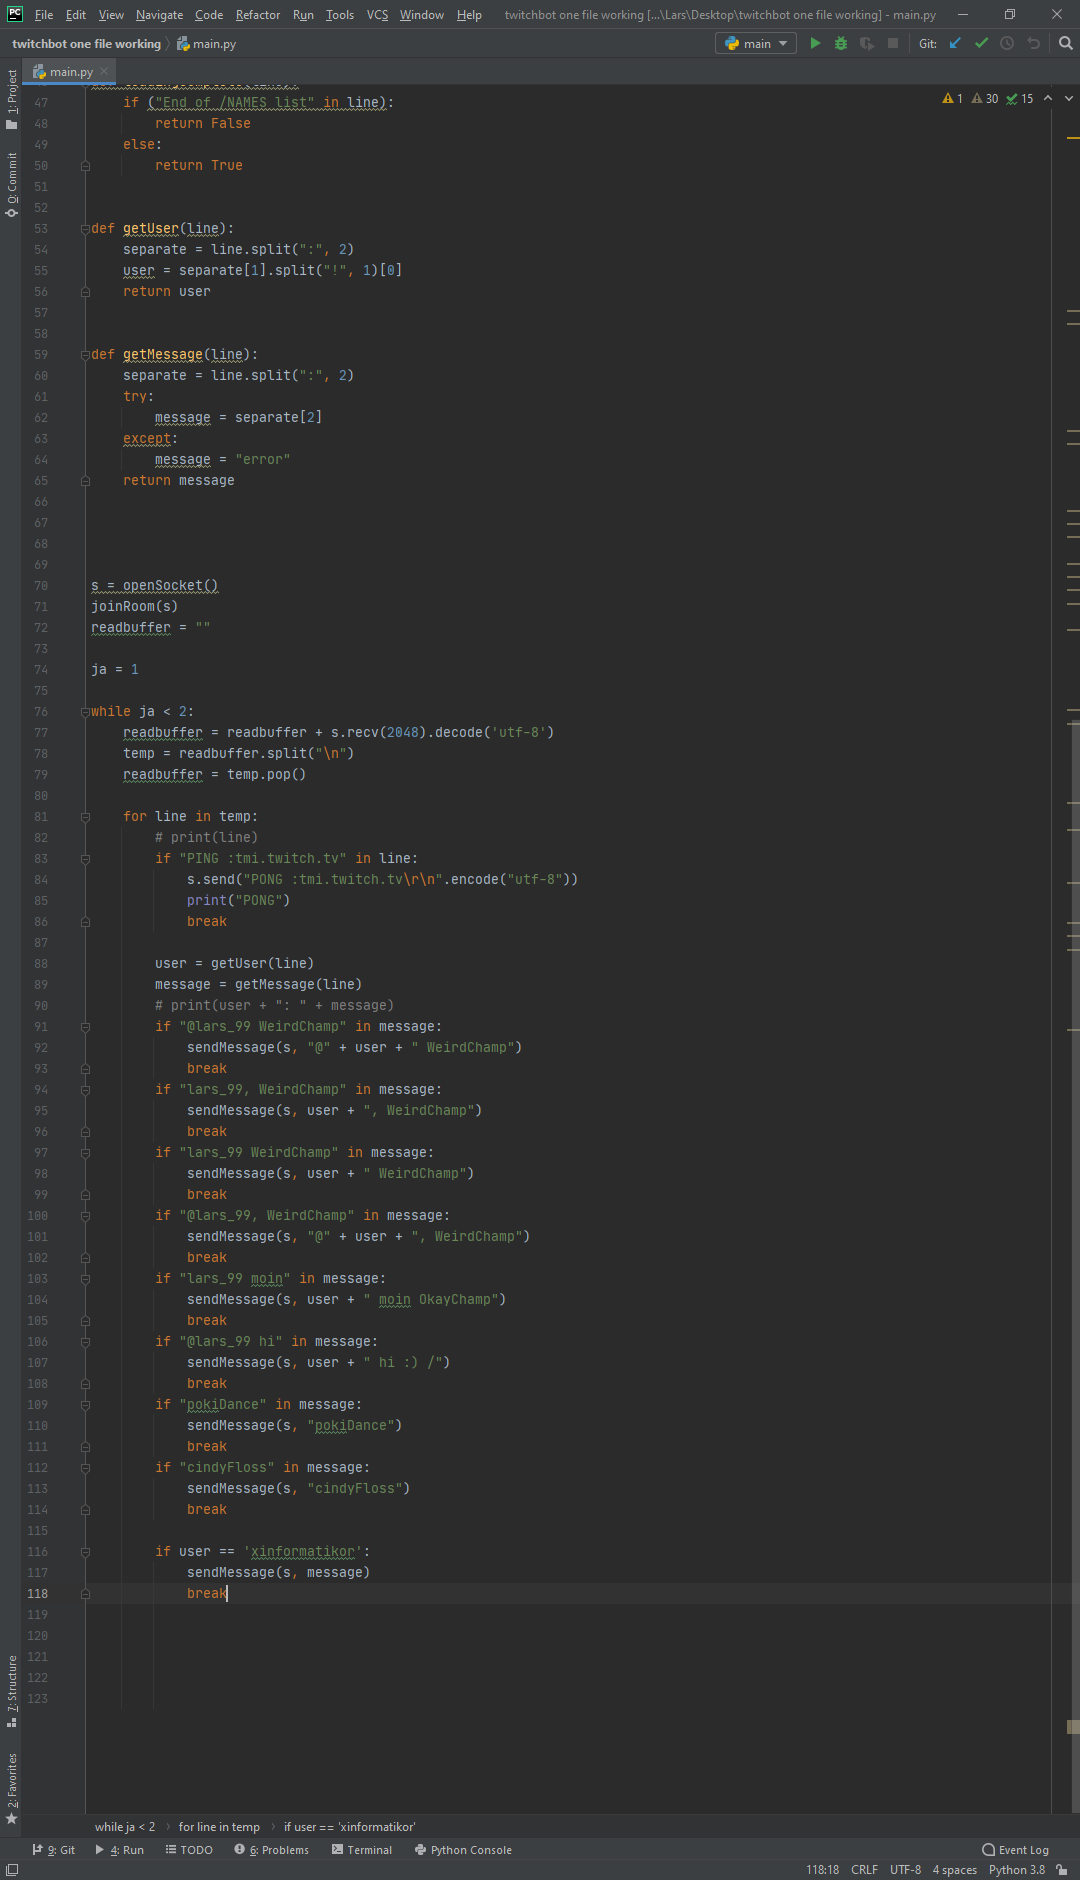 PC File Edit View Navigate Code Refactor Run Tools VCS Window Help twitchbot one file working [...\Lars\Desktop\twitchbot one file working] - main.py
twitchbot one file working main.py main Git:
main.py
1: Project
0: Commit
7: Structure
2: Favorites
1 30 15
47 if ("End of /NAMES list" in line):
48 return False
49 else:
50 return True
51
52
53 def getUser(line):
54 separate = line.split(":", 2)
55 user = separate[1].split("!", 1)[0]
56 return user
57
58
59 def getMessage(line):
60 separate = line.split(":", 2)
61 try:
62 message = separate[2]
63 except:
64 message = "error"
65 return message
66
67
68
69
70 s = openSocket()
71 joinRoom(s)
72 readbuffer = ""
73
74 ja = 1
75
76 while ja < 2:
77 readbuffer = readbuffer + s.recv(2048).decode('utf-8')
78 temp = readbuffer.split("\n")
79 readbuffer = temp.pop()
80
81 for line in temp:
82 # print(line)
83 if "PING :tmi.twitch.tv" in line:
84 s.send("PONG :tmi.twitch.tv\r\n".encode("utf-8"))
85 print("PONG")
86 break
87
88 user = getUser(line)
89 message = getMessage(line)
90 # print(user + ": " + message)
91 if "@lars_99 WeirdChamp" in message:
92 sendMessage(s, "@" + user + " WeirdChamp")
93 break
94 if "lars_99, WeirdChamp" in message:
95 sendMessage(s, user + ", WeirdChamp")
96 break
97 if "lars_99 WeirdChamp" in message:
98 sendMessage(s, user + " WeirdChamp")
99 break
100 if "@lars_99, WeirdChamp" in message:
101 sendMessage(s, "@" + user + ", WeirdChamp")
102 break
103 if "lars_99 moin" in message:
104 sendMessage(s, user + " moin OkayChamp")
105 break
106 if "@lars_99 hi" in message:
107 sendMessage(s, user + " hi :) /")
108 break
109 if "pokiDance" in message:
110 sendMessage(s, "pokiDance")
111 break
112 if "cindyFloss" in message:
113 sendMessage(s, "cindyFloss")
114 break
115
116 if user == 'xinformatikor':
117 sendMessage(s, message)
118 break
119
120
121
122
123
while ja < 2 for line in temp if user == 'xinformatikor'
9: Git 4: Run TODO 6: Problems Terminal Python Console Event Log
118:18 CRLF UTF-8 4 spaces Python 3.8